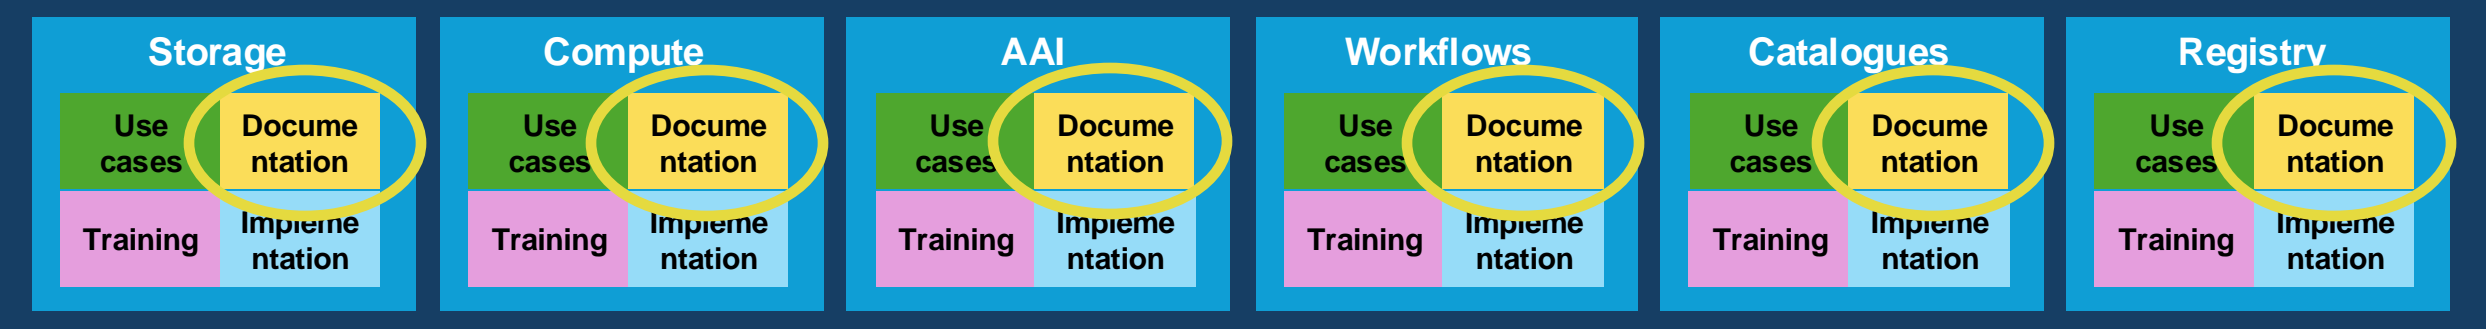 Storage
Use
cases
Docume
ntation
Training
Impleme
ntation
Compute
Use
cases
Docume
ntation
Training
Impleme
ntation
AAI
Use
cases
Docume
ntation
Training
Impleme
ntation
Workflows
Use
cases
Docume
ntation
Training
Impleme
ntation
Catalogues
Use
cases
Docume
ntation
Training
Impleme
ntation
Registry
Use
cases
Docume
ntation
Training
Impleme
ntation